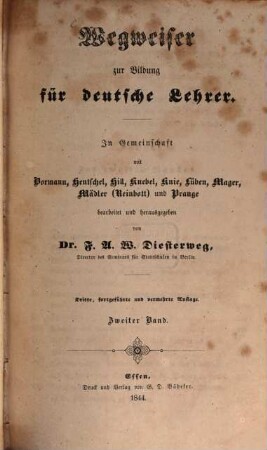 Wegweiser
zur Bildung
für deutsche Lehrer.
In Gemeinschaft
mit
Bormann, Hentschel, Hill, Knebel, Knie, Lüben, Mager,
Mädler (Reinbott) und Prange
bearbeitet und herausgegeben
von
Dr. F. A. W. Diesterweg,
Director des Seminars für Stadtschulen in Berlin.
Dritte, fortgeführte und vermehrte Auflage.
Zweiter Band.
Essen.
Druck und Verlag von G. D. Bädeker.
1844.